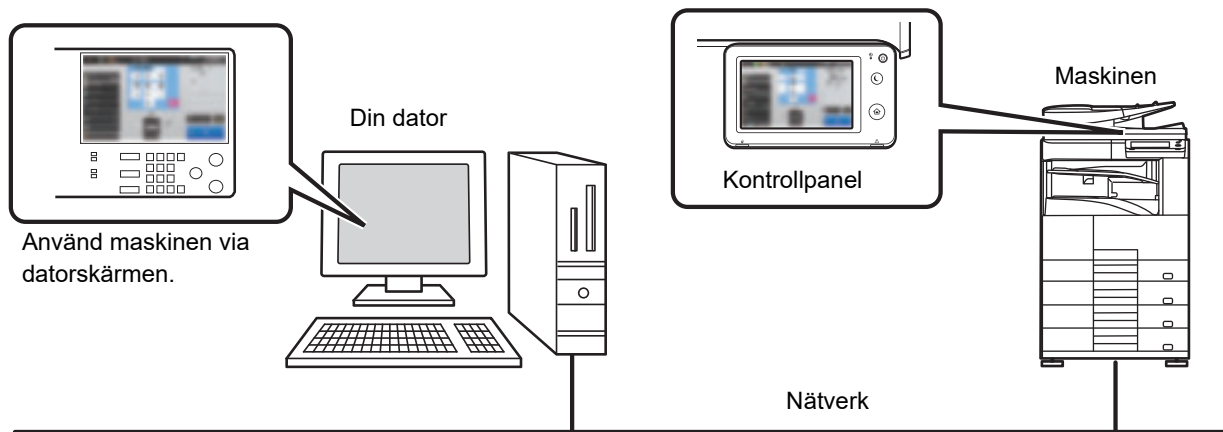 Maskinen
Din dator
Kontrollpanel
Använd maskinen via
datorskärmen.
Nätverk